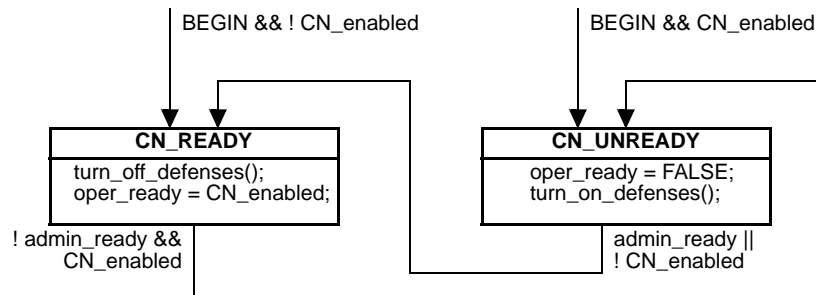 BEGIN && ! CN_enabled
BEGIN && CN_enabled
CN_READY
turn_off_defenses();
oper_ready = CN_enabled;
CN_UNREADY
oper_ready = FALSE;
turn_on_defenses();
! admin_ready &&
CN_enabled
admin_ready ||
! CN_enabled